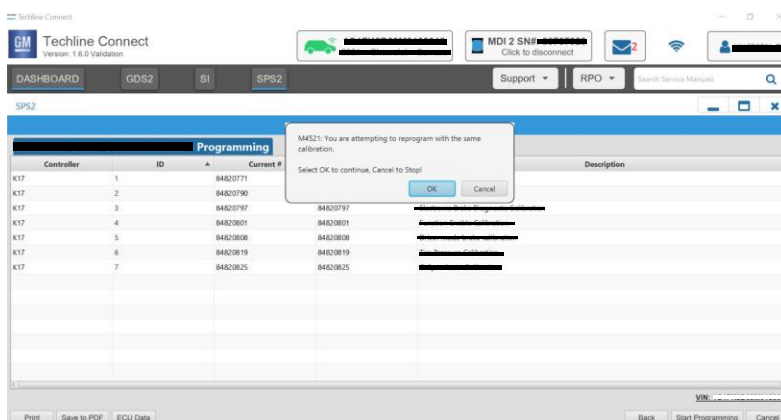 Techline Connect
GM
Techline Connect
Version: 1.6.0 Validation
MDI 2 SN#:
Click to disconnect
2
DASHBOARD GDS2 SI SPS2 Support RPO Search Service Manuals
SPS2
Programming
M4521: You are attempting to reprogram with the same
calibration.
Select OK to continue, Cancel to Stop!
OK Cancel
Controller ID Current # Description
K17 1 84820771
K17 2 84820790
K17 3 84820797 84820797
K17 4 84820801 84820801
K17 5 84820808 84820808
K17 6 84820819 84820819
K17 7 84820825 84820825
VIN:
Print Save to PDF ECU Data Back Start Programming Cancel